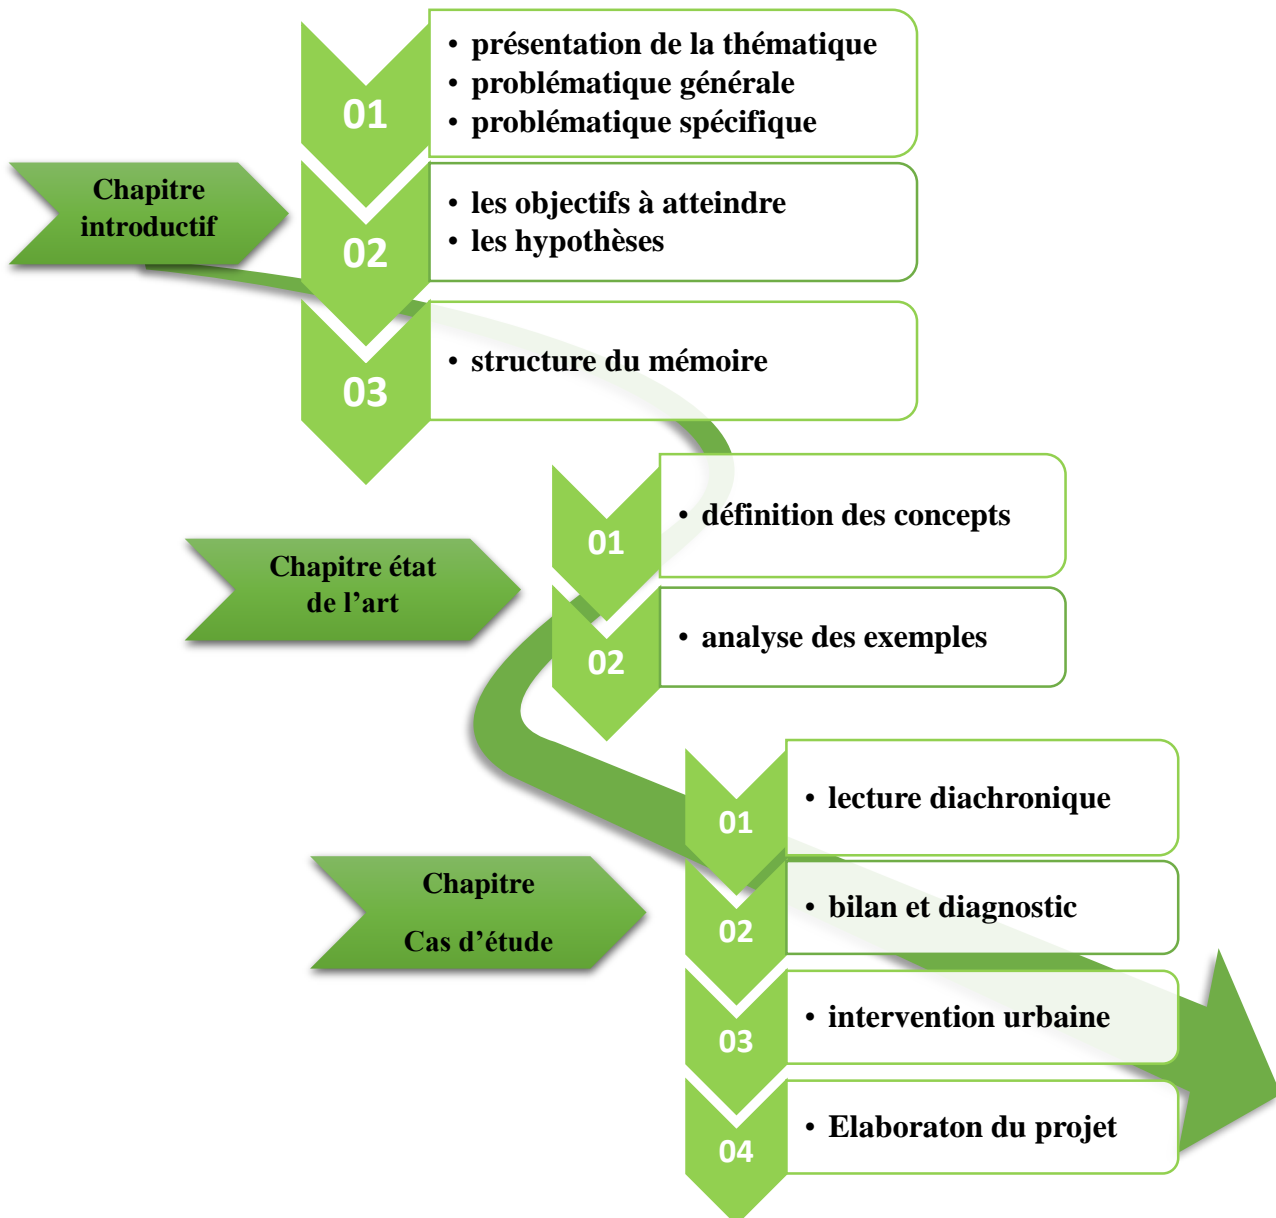 01
• présentation de la thématique
• problématique générale
• problématique spécifique
Chapitre
introductif
02
• les objectifs à atteindre
• les hypothèses
03
• structure du mémoire
Chapitre état
de l’art
01
• définition des concepts
02
• analyse des exemples
Chapitre
Cas d’étude
01
• lecture diachronique
02
• bilan et diagnostic
03
• intervention urbaine
04
• Elaboraton du projet